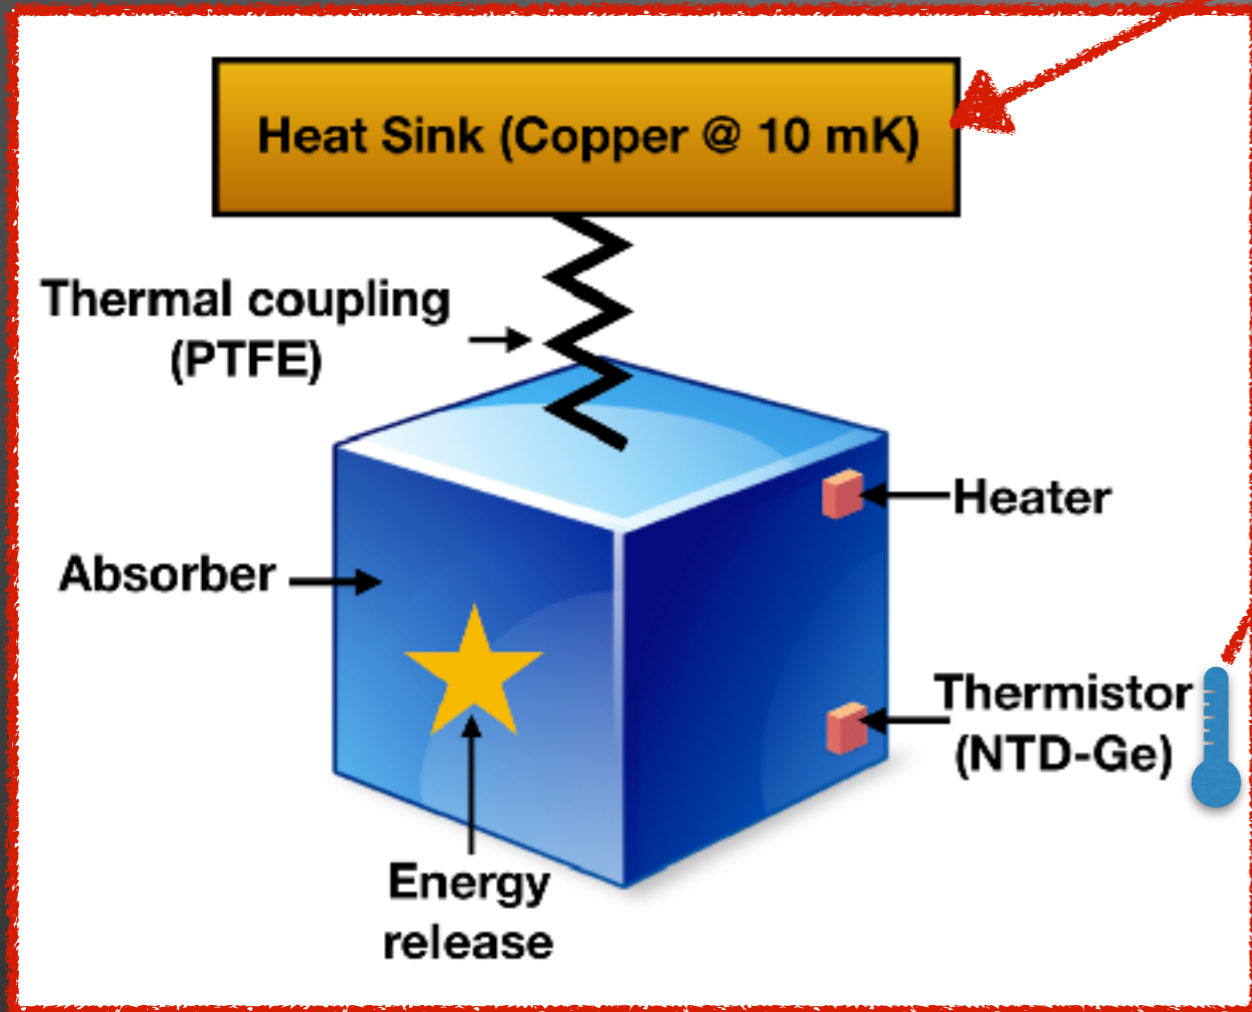 Heat Sink (Copper @ 10 mK)
Thermal coupling
(PTFE)
Heater
Absorber
Thermistor
(NTD-Ge)
Energy
release